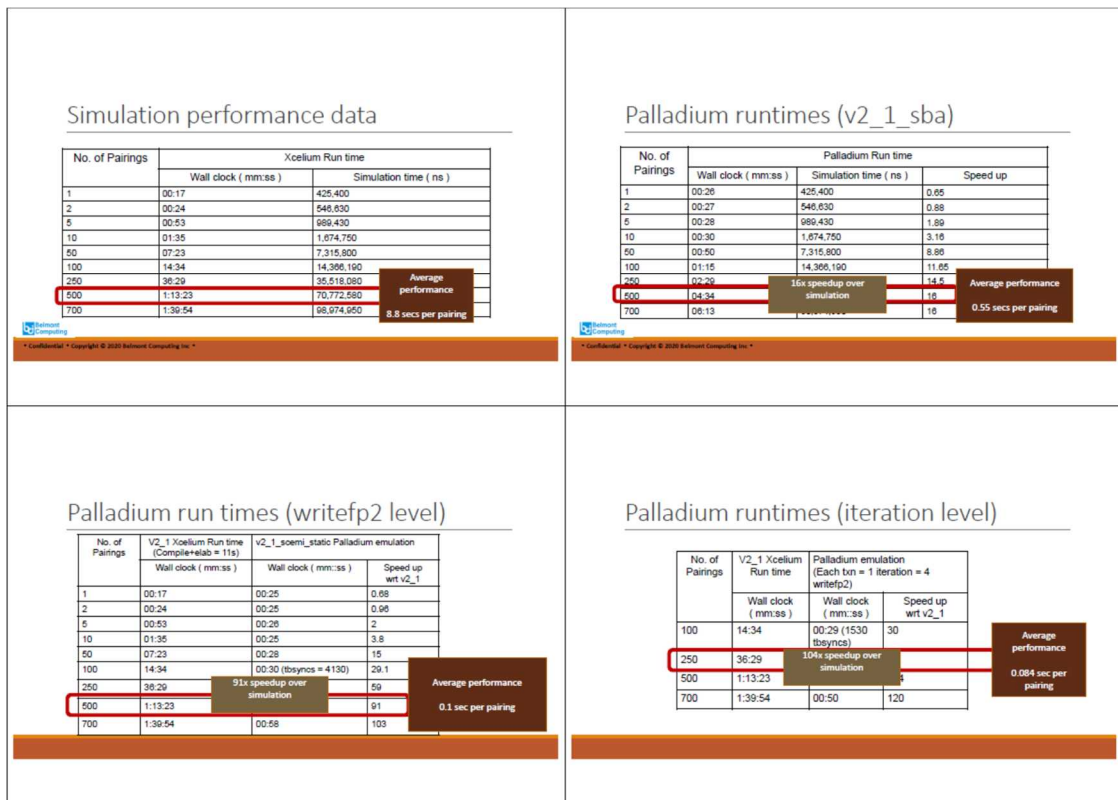 Simulation performance data
No. of Pairings Xcelium Run time
Wall clock ( mm:ss ) Simulation time ( ns )
1 00:17 425,400
2 00:24 546,630
5 00:53 989,430
10 01:35 1,674,750
50 07:23 7,315,800
100 14:34 14,366,190
250 36:29 35,518,080
500 1:13:23 70,772,580
700 1:39:54 98,974,950
Average
performance
8.8 secs per pairing
Belmont
Computing
* Confidential * Copyright © 2020 Belmont Computing Inc *
Palladium runtimes (v2_1_sba)
No. of
Pairings
Palladium Run time
Wall clock ( mm:ss ) Simulation time ( ns ) Speed up
1 00:26 425,400 0.65
2 00:27 546,630 0.88
5 00:28 989,430 1.89
10 00:30 1,674,750 3.16
50 00:50 7,315,800 8.86
100 01:15 14,366,190 11.65
250 02:29 14.5
500 04:34 16
700 06:13 16
16x speedup over
simulation
Average performance
0.55 secs per pairing
Belmont
Computing
* Confidential * Copyright © 2020 Belmont Computing Inc *
Palladium run times (writefp2 level)
No. of
Pairings
V2_1 Xcelium Run time
(Compile+elab = 11s)
v2_1_scemi_static Palladium emulation
Wall clock ( mm:ss ) Wall clock ( mm::ss ) Speed up
wrt v2_1
1 00:17 00:25 0.68
2 00:24 00:25 0.96
5 00:53 00:26 2
10 01:35 00:25 3.8
50 07:23 00:28 15
100 14:34 00:30 (tbsyncs = 4130) 29.1
250 36:29 59
500 1:13:23 91
700 1:39:54 00:58 103
91x speedup over
simulation
Average performance
0.1 sec per pairing
Palladium runtimes (iteration level)
No. of
Pairings
V2_1 Xcelium
Run time
Palladium emulation
(Each txn = 1 iteration = 4
writefp2)
Wall clock
( mm:ss )
Wall clock
( mm::ss )
Speed up
wrt v2_1
100 14:34 00:29 (1530
tbsyncs)
30
250 36:29
500 1:13:23
700 1:39:54 00:50 120
104x speedup over
simulation
Average
performance
0.084 sec per
pairing